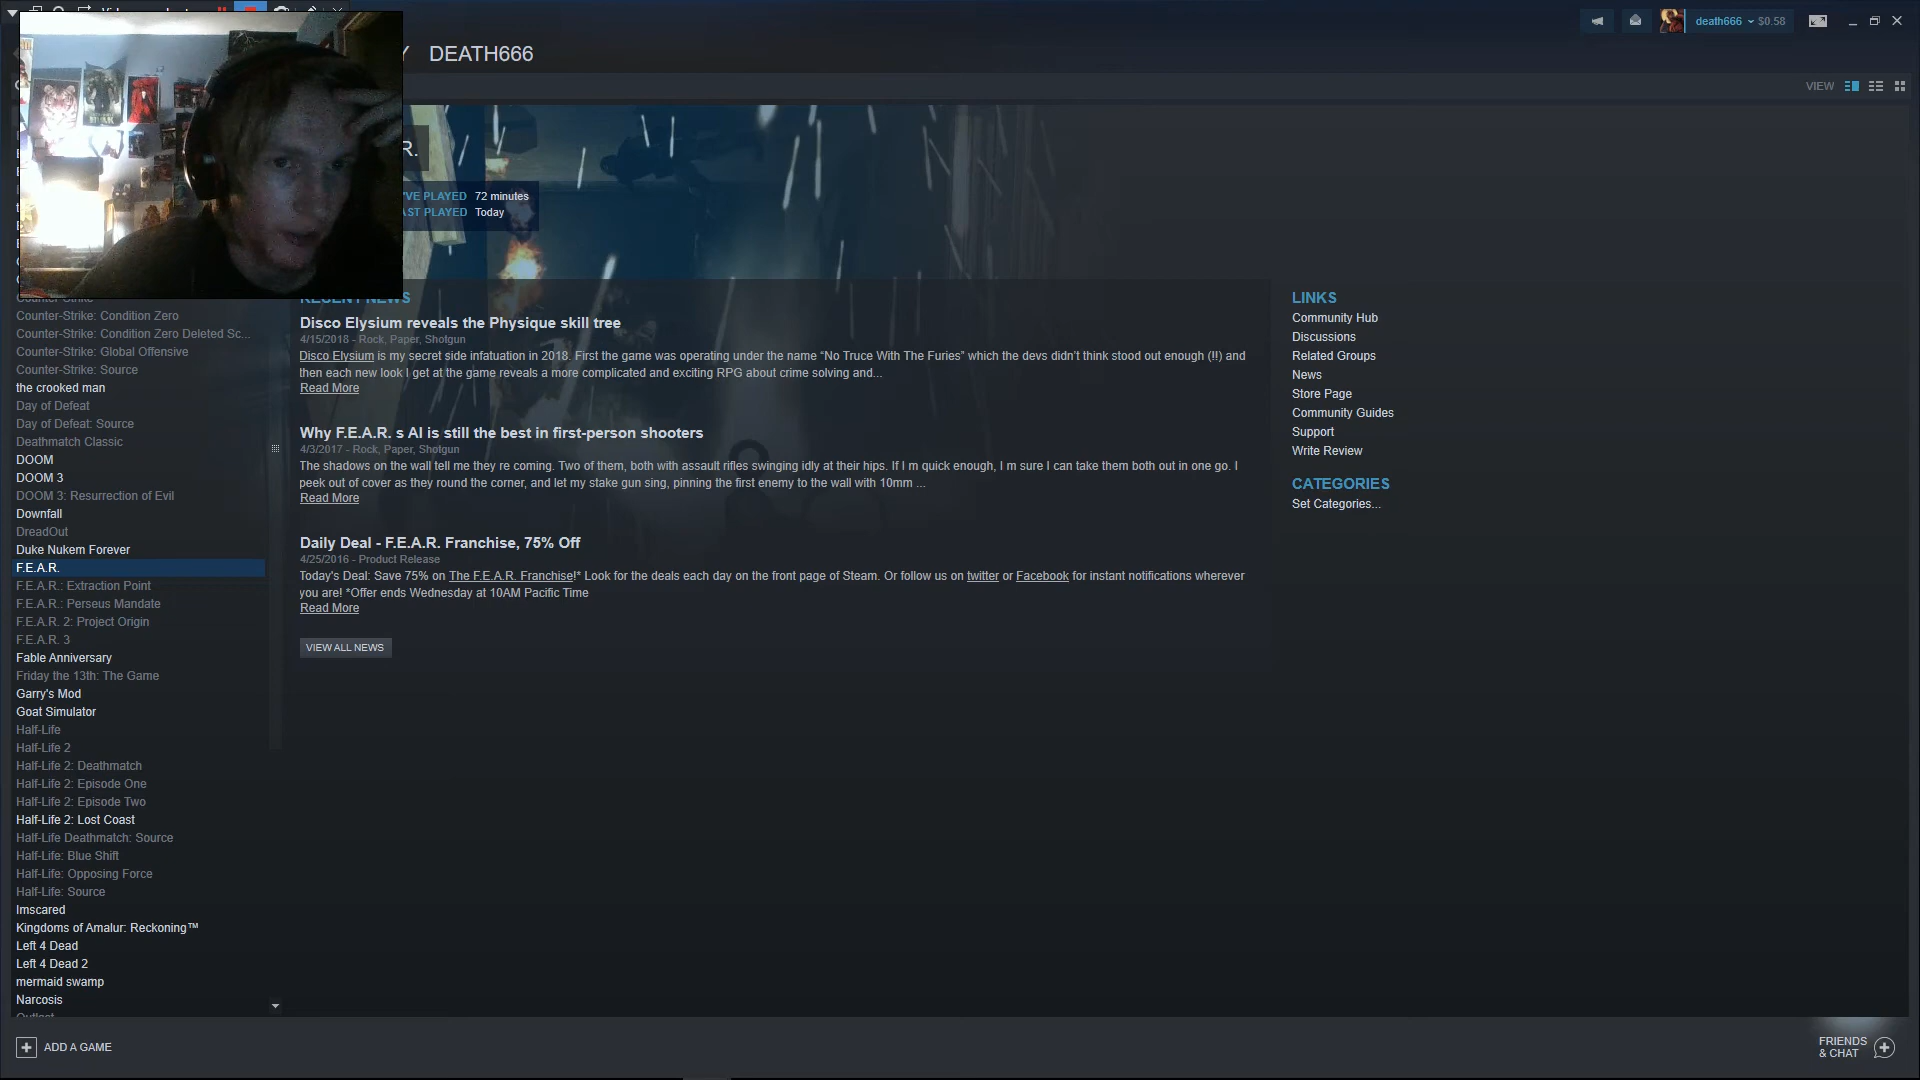 DEATH666
death666 $0.58
VIEW
R.
'VE PLAYED 72 minutes
AST PLAYED Today
RECENT NEWS
Disco Elysium reveals the Physique skill tree
4/15/2018 - Rock, Paper, Shotgun
Disco Elysium is my secret side infatuation in 2018. First the game was operating under the name “No Truce With The Furies” which the devs didn’t think stood out enough (!!) and
then each new look I get at the game reveals a more complicated and exciting RPG about crime solving and...
Read More
Why F.E.A.R. s AI is still the best in first-person shooters
4/3/2017 - Rock, Paper, Shotgun
The shadows on the wall tell me they re coming. Two of them, both with assault rifles swinging idly at their hips. If I m quick enough, I m sure I can take them both out in one go. I
peek out of cover as they round the corner, and let my stake gun sing, pinning the first enemy to the wall with 10mm ...
Read More
Daily Deal - F.E.A.R. Franchise, 75% Off
4/25/2016 - Product Release
Today's Deal: Save 75% on The F.E.A.R. Franchise!* Look for the deals each day on the front page of Steam. Or follow us on twitter or Facebook for instant notifications wherever
you are! *Offer ends Wednesday at 10AM Pacific Time
Read More
VIEW ALL NEWS
LINKS
Community Hub
Discussions
Related Groups
News
Store Page
Community Guides
Support
Write Review
CATEGORIES
Set Categories...
Counter-Strike
Counter-Strike: Condition Zero
Counter-Strike: Condition Zero Deleted Sc...
Counter-Strike: Global Offensive
Counter-Strike: Source
the crooked man
Day of Defeat
Day of Defeat: Source
Deathmatch Classic
DOOM
DOOM 3
DOOM 3: Resurrection of Evil
Downfall
DreadOut
Duke Nukem Forever
F.E.A.R.
F.E.A.R.: Extraction Point
F.E.A.R.: Perseus Mandate
F.E.A.R. 2: Project Origin
F.E.A.R. 3
Fable Anniversary
Friday the 13th: The Game
Garry's Mod
Goat Simulator
Half-Life
Half-Life 2
Half-Life 2: Deathmatch
Half-Life 2: Episode One
Half-Life 2: Episode Two
Half-Life 2: Lost Coast
Half-Life Deathmatch: Source
Half-Life: Blue Shift
Half-Life: Opposing Force
Half-Life: Source
Imscared
Kingdoms of Amalur: Reckoning™
Left 4 Dead
Left 4 Dead 2
mermaid swamp
Narcosis
Outlast
ADD A GAME
FRIENDS
& CHAT